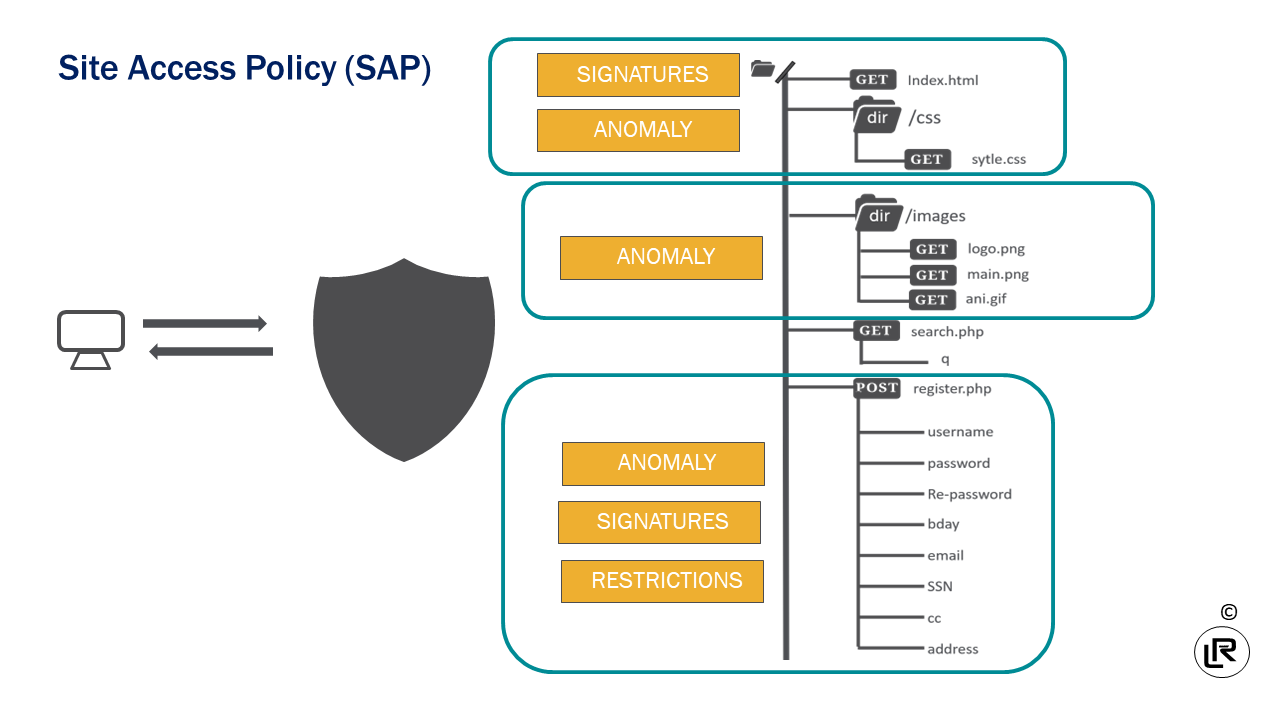 Site Access Policy (SAP)
SIGNATURES
ANOMALY
GET Index.html
dir /css
GET sytle.css
ANOMALY
dir /images
GET logo.png
GET main.png
GET ani.gif
GET search.php
q
POST register.php
ANOMALY
SIGNATURES
RESTRICTIONS
username
password
Re-password
bday
email
SSN
cc
address
©
LR